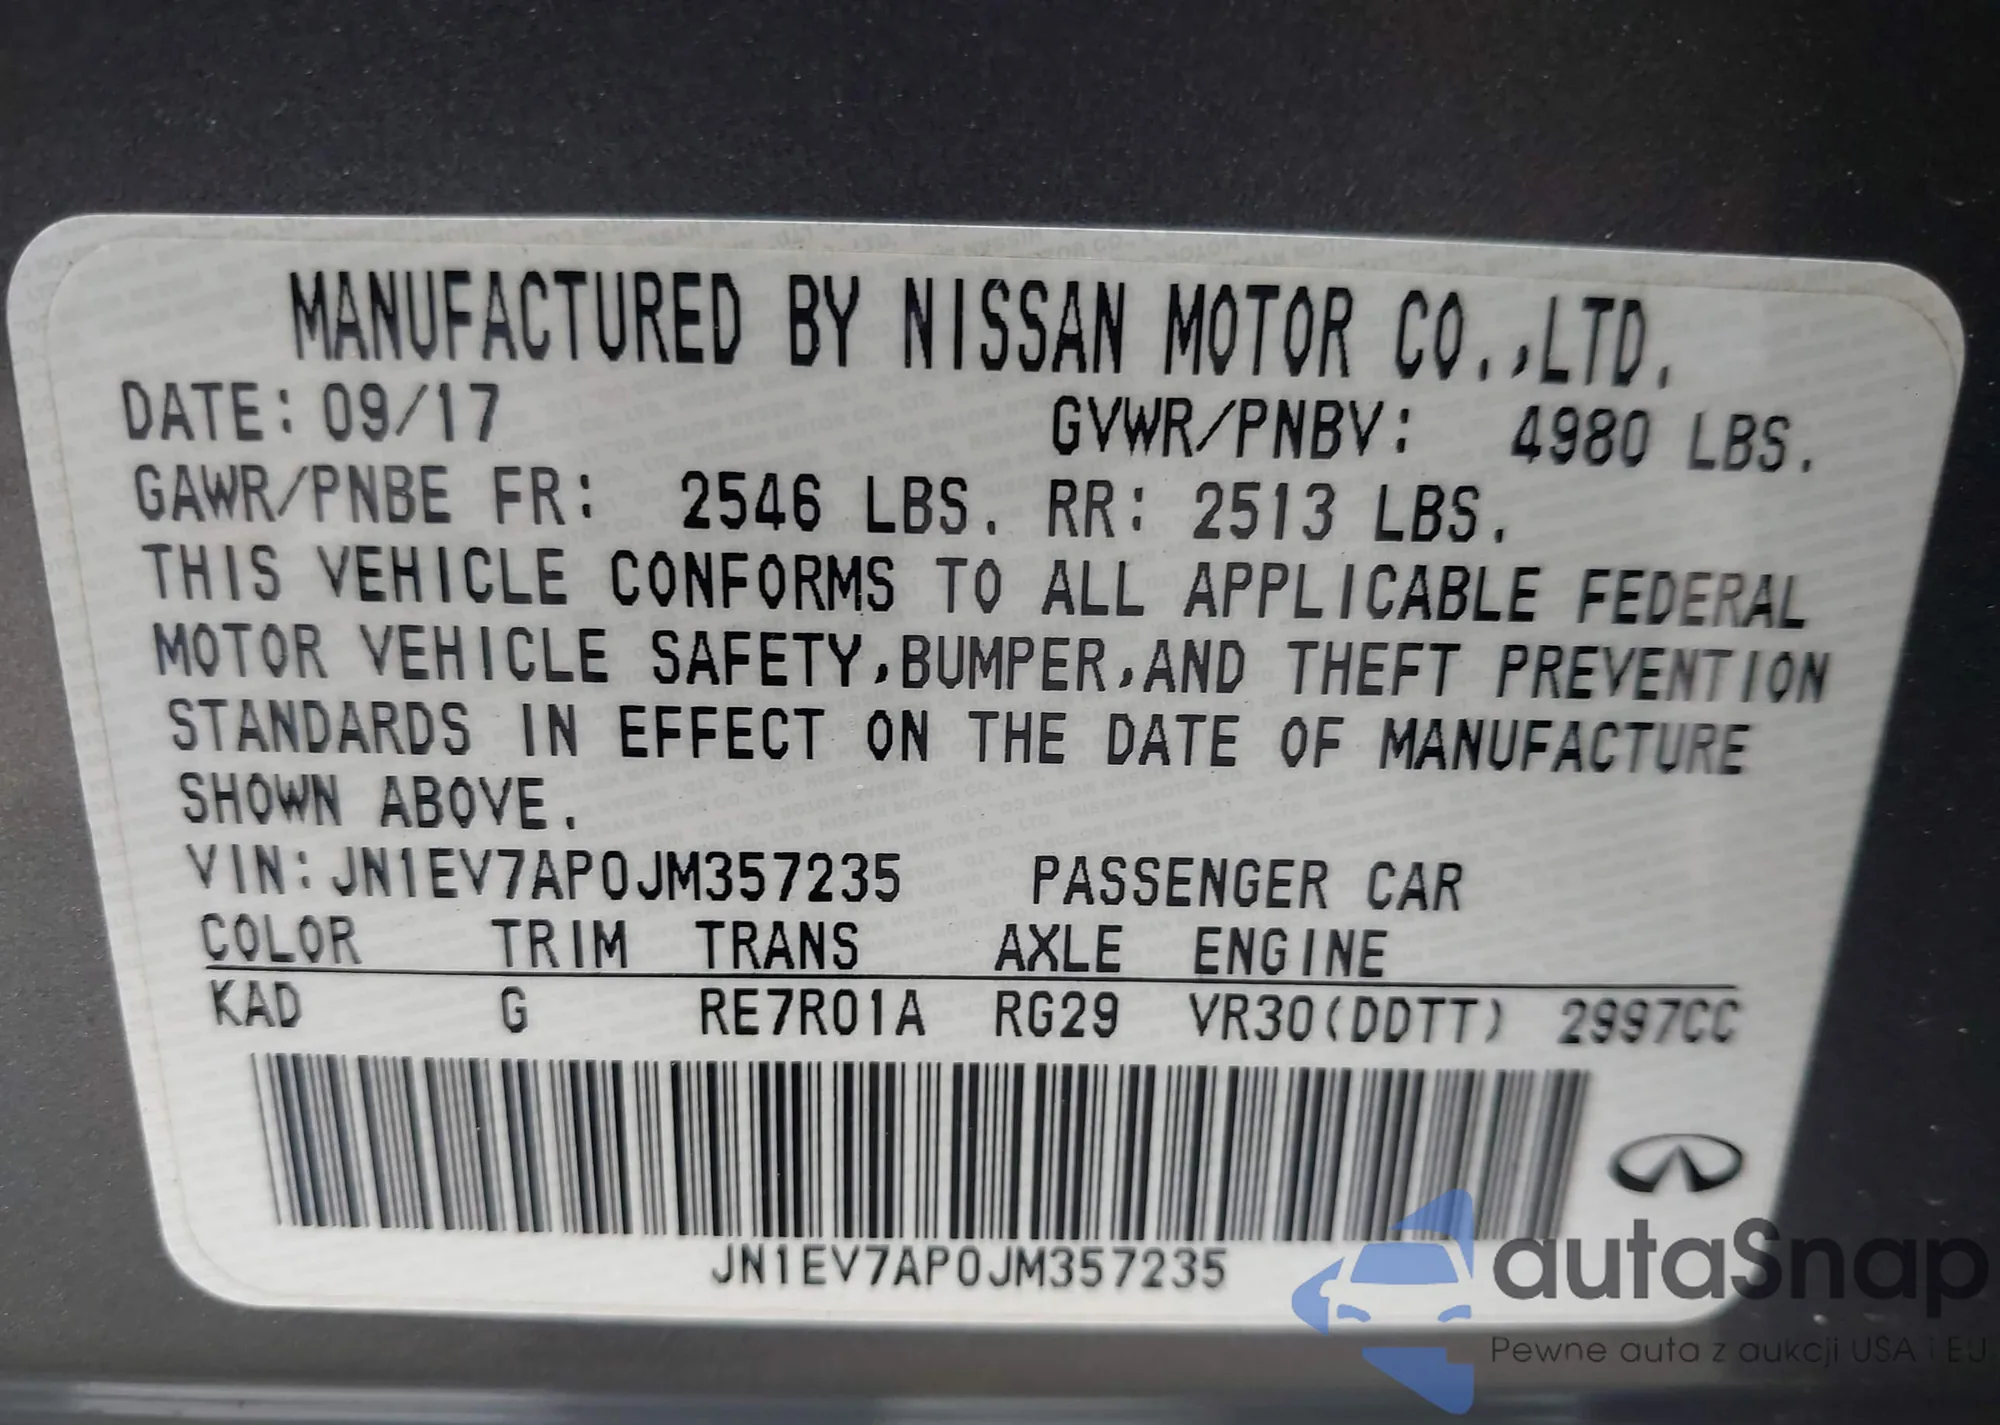 MANUFACTURED BY NISSAN MOTOR CO.,LTD.
DATE: 09/17 GVWR/PNBV: 4980 LBS.
GAWR/PNBE FR: 2546 LBS. RR: 2513 LBS.
THIS VEHICLE CONFORMS TO ALL APPLICABLE FEDERAL
MOTOR VEHICLE SAFETY,BUMPER,AND THEFT PREVENTION
STANDARDS IN EFFECT ON THE DATE OF MANUFACTURE
SHOWN ABOVE.
VIN:JN1EV7AP0JM357235 PASSENGER CAR
COLOR TRIM TRANS AXLE ENGINE
KAD G RE7R01A RG29 VR30(DDTT) 2997CC
JN1EV7AP0JM357235
autaSnap
Pewne auta z aukcji USA i EU